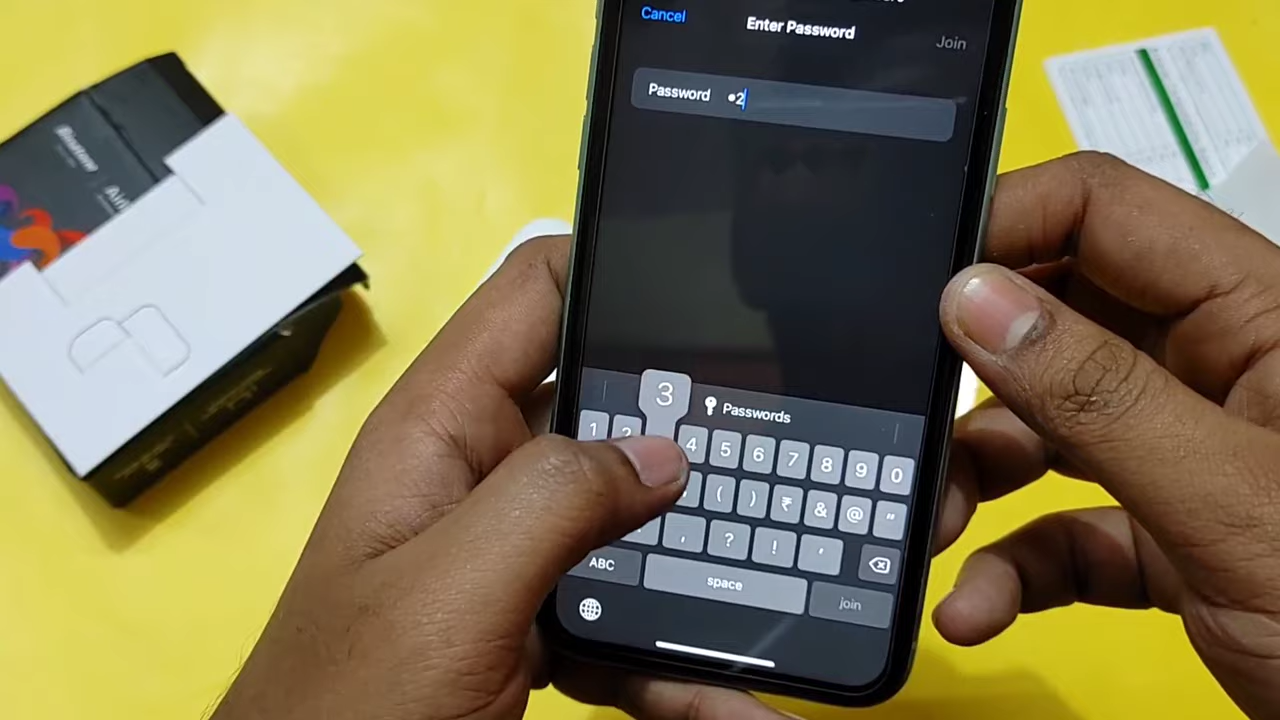 Cancel
Enter Password
Join
Password •2
3
Passwords
1 2 4 5 6 7 8 9 0
( ) ₹ & @ "
, ? ! '
ABC
space
join